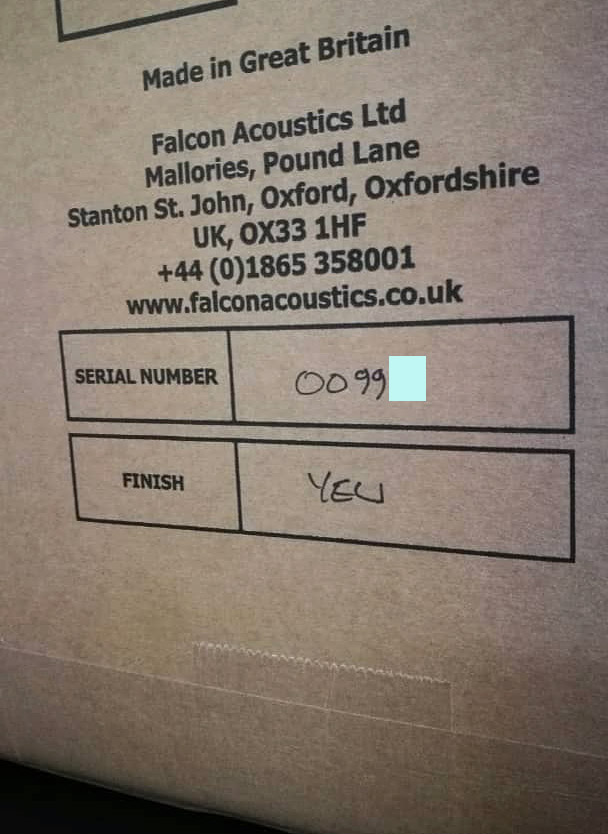 Made in Great Britain
Falcon Acoustics Ltd
Mallories, Pound Lane
Stanton St. John, Oxford, Oxfordshire
UK, OX33 1HF
+44 (0)1865 358001
www.falconacoustics.co.uk
SERIAL NUMBER 0099
FINISH YEW